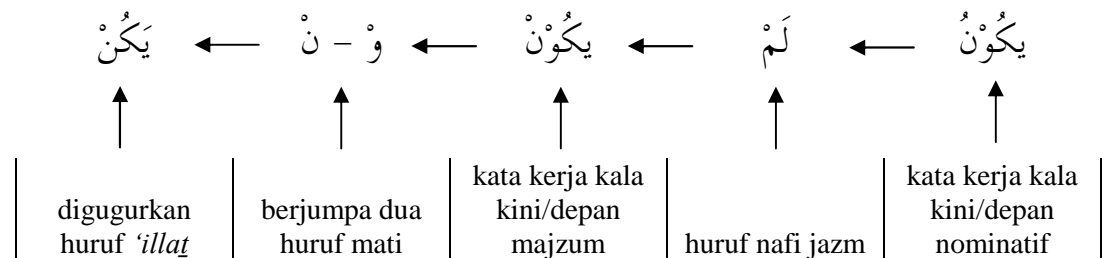 يكُوْنُ ← لَمْ ← يكُوْنْ ← وْ – نْ ← يَكُنْ
kata kerja kala
kini/depan
nominatif
huruf nafi jazm
kata kerja kala
kini/depan
majzum
berjumpa dua
huruf mati
digugurkan
huruf ‘illaṯ